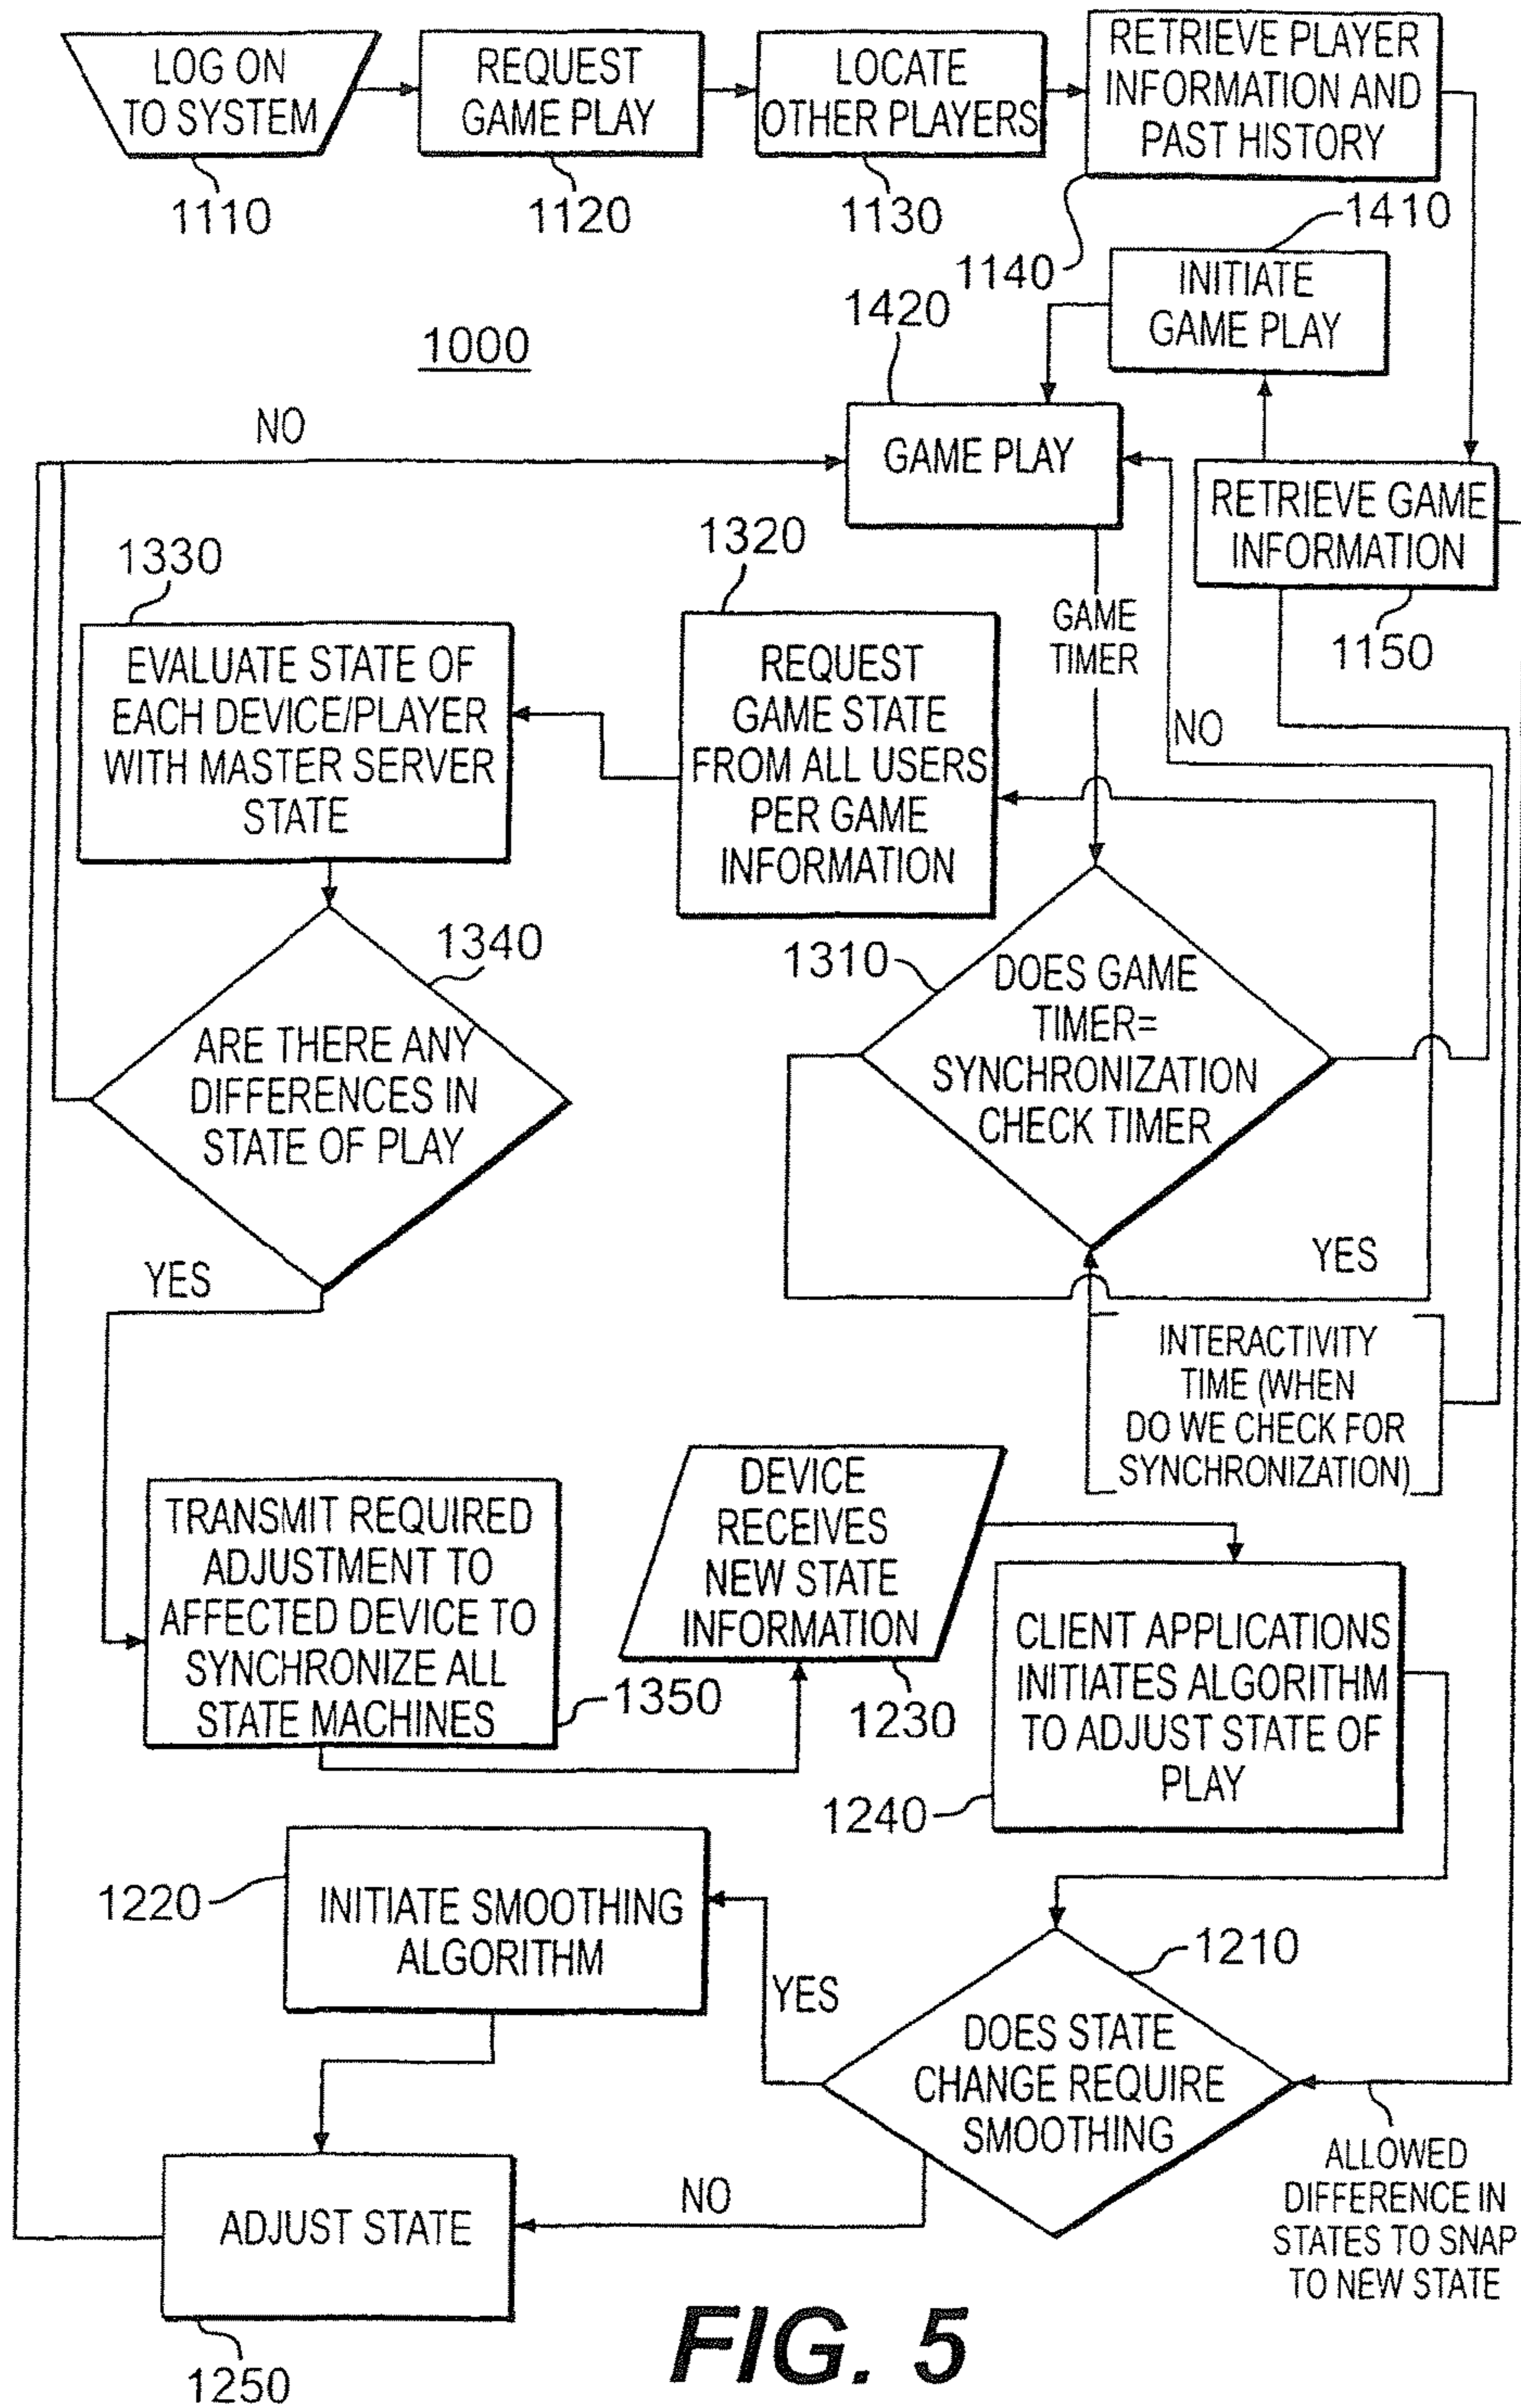 LOG ON
TO SYSTEM
1110
REQUEST
GAME PLAY
1120
LOCATE
OTHER PLAYERS
1130
RETRIEVE PLAYER
INFORMATION AND
PAST HISTORY
1140
1410
INITIATE
GAME PLAY
1420
1000
NO
GAME PLAY
RETRIEVE GAME
INFORMATION
1150
1330
EVALUATE STATE OF
EACH DEVICE/PLAYER
WITH MASTER SERVER
STATE
1320
REQUEST
GAME STATE
FROM ALL USERS
PER GAME
INFORMATION
GAME
TIMER
NO
1340
ARE THERE ANY
DIFFERENCES IN
STATE OF PLAY
YES
1310
DOES GAME
TIMER=
SYNCHRONIZATION
CHECK TIMER
YES
INTERACTIVITY
TIME (WHEN
DO WE CHECK FOR
SYNCHRONIZATION)
TRANSMIT REQUIRED
ADJUSTMENT TO
AFFECTED DEVICE TO
SYNCHRONIZE ALL
STATE MACHINES
1350
DEVICE
RECEIVES
NEW STATE
INFORMATION
1230
CLIENT APPLICATIONS
INITIATES ALGORITHM
TO ADJUST STATE OF
PLAY
1240
1220
INITIATE SMOOTHING
ALGORITHM
YES
1210
DOES STATE
CHANGE REQUIRE
SMOOTHING
NO
ALLOWED
DIFFERENCE IN
STATES TO SNAP
TO NEW STATE
ADJUST STATE
1250
FIG. 5